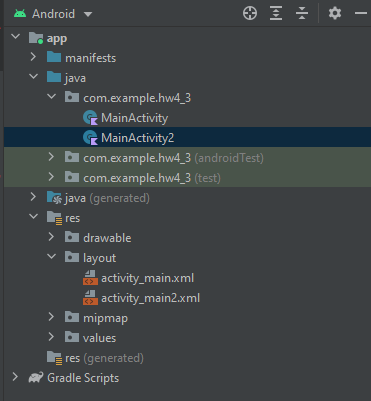 Android
app
manifests
java
com.example.hw4_3
MainActivity
MainActivity2
com.example.hw4_3 (androidTest)
com.example.hw4_3 (test)
java (generated)
res
drawable
layout
activity_main.xml
activity_main2.xml
mipmap
values
res (generated)
Gradle Scripts